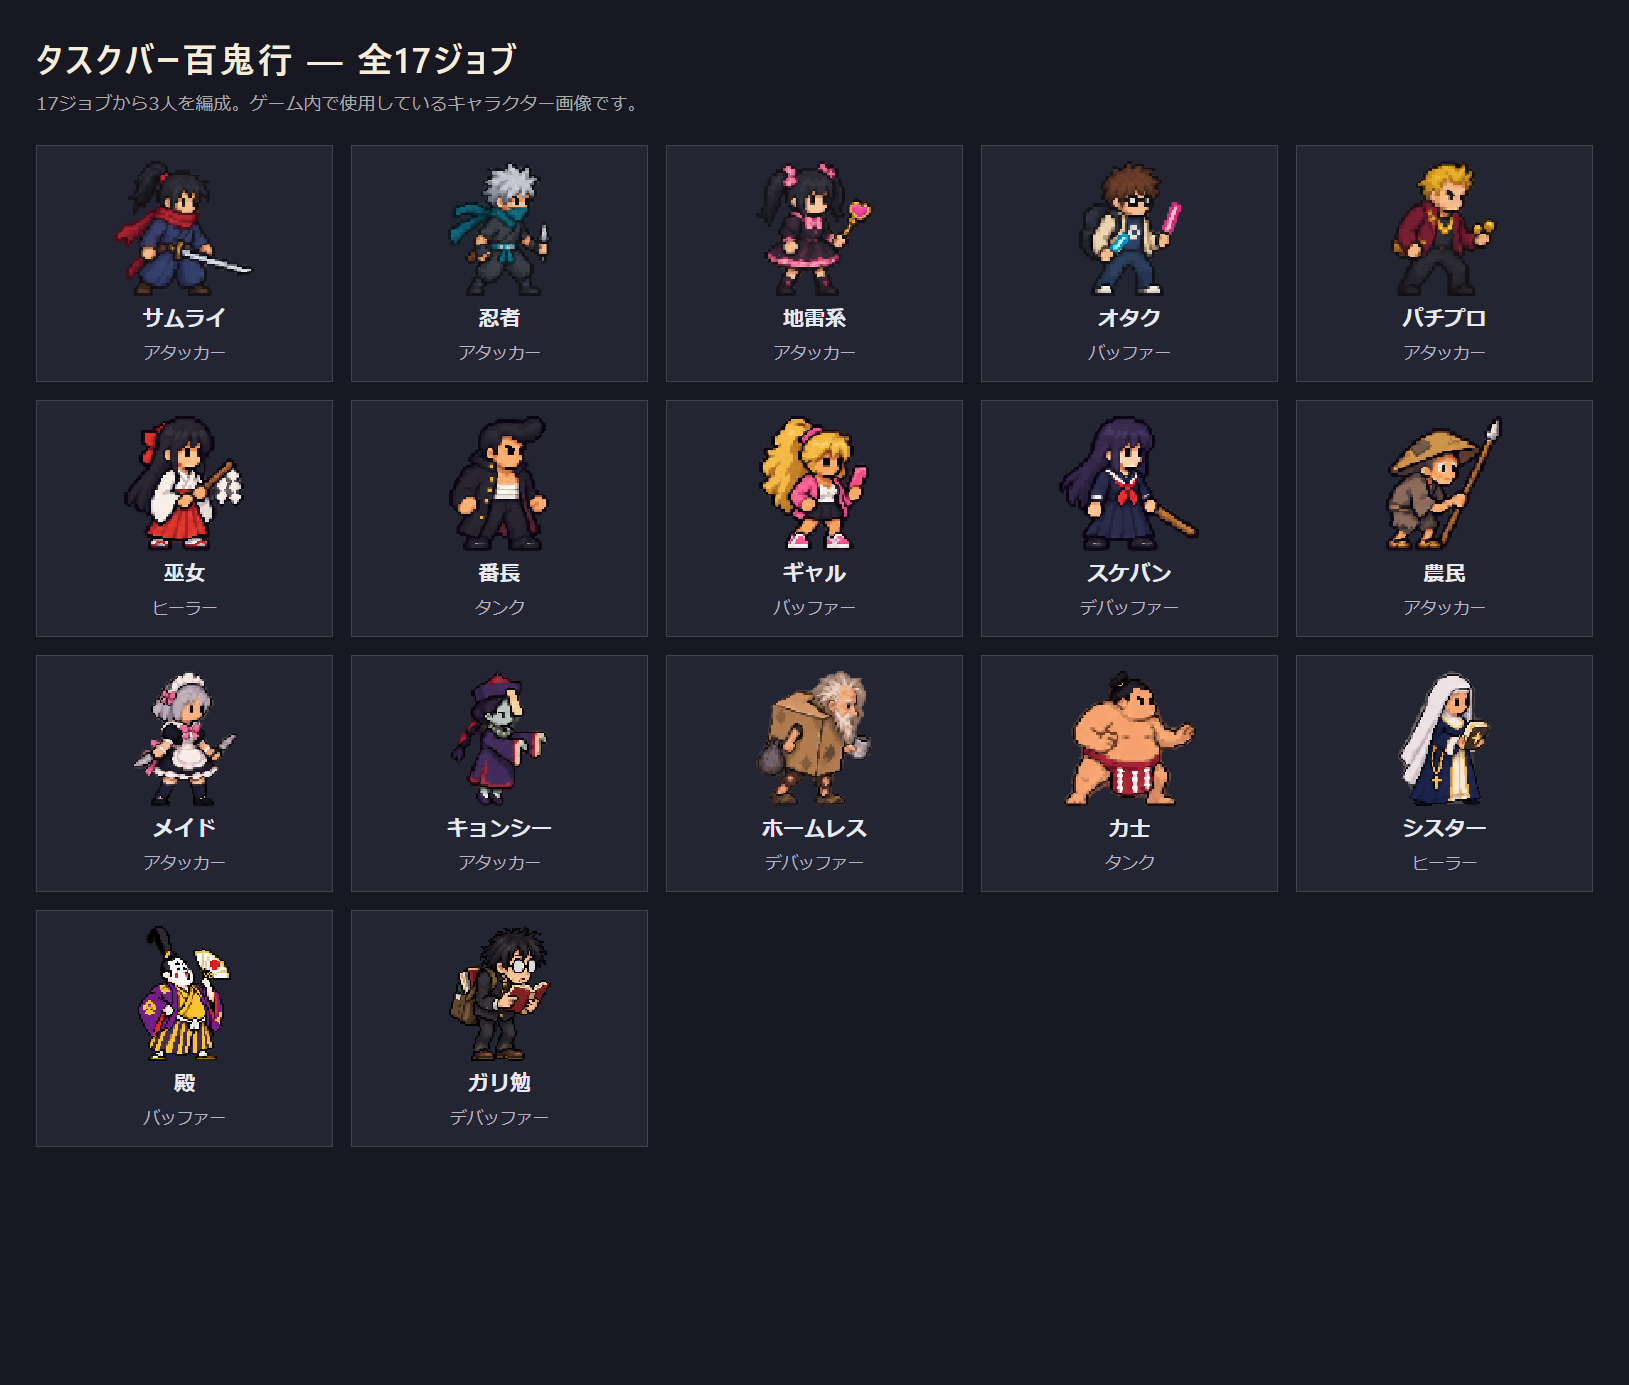 タスクバー百鬼行 — 全17ジョブ
17ジョブから3人を編成。ゲーム内で使用しているキャラクター画像です。
サムライ
アタッカー
忍者
アタッカー
地雷系
アタッカー
オタク
バッファー
パチプロ
アタッカー
巫女
ヒーラー
番長
タンク
ギャル
バッファー
スケバン
デバッファー
農民
アタッカー
メイド
アタッカー
キョンシー
アタッカー
ホームレス
デバッファー
力士
タンク
シスター
ヒーラー
殿
バッファー
ガリ勉
デバッファー